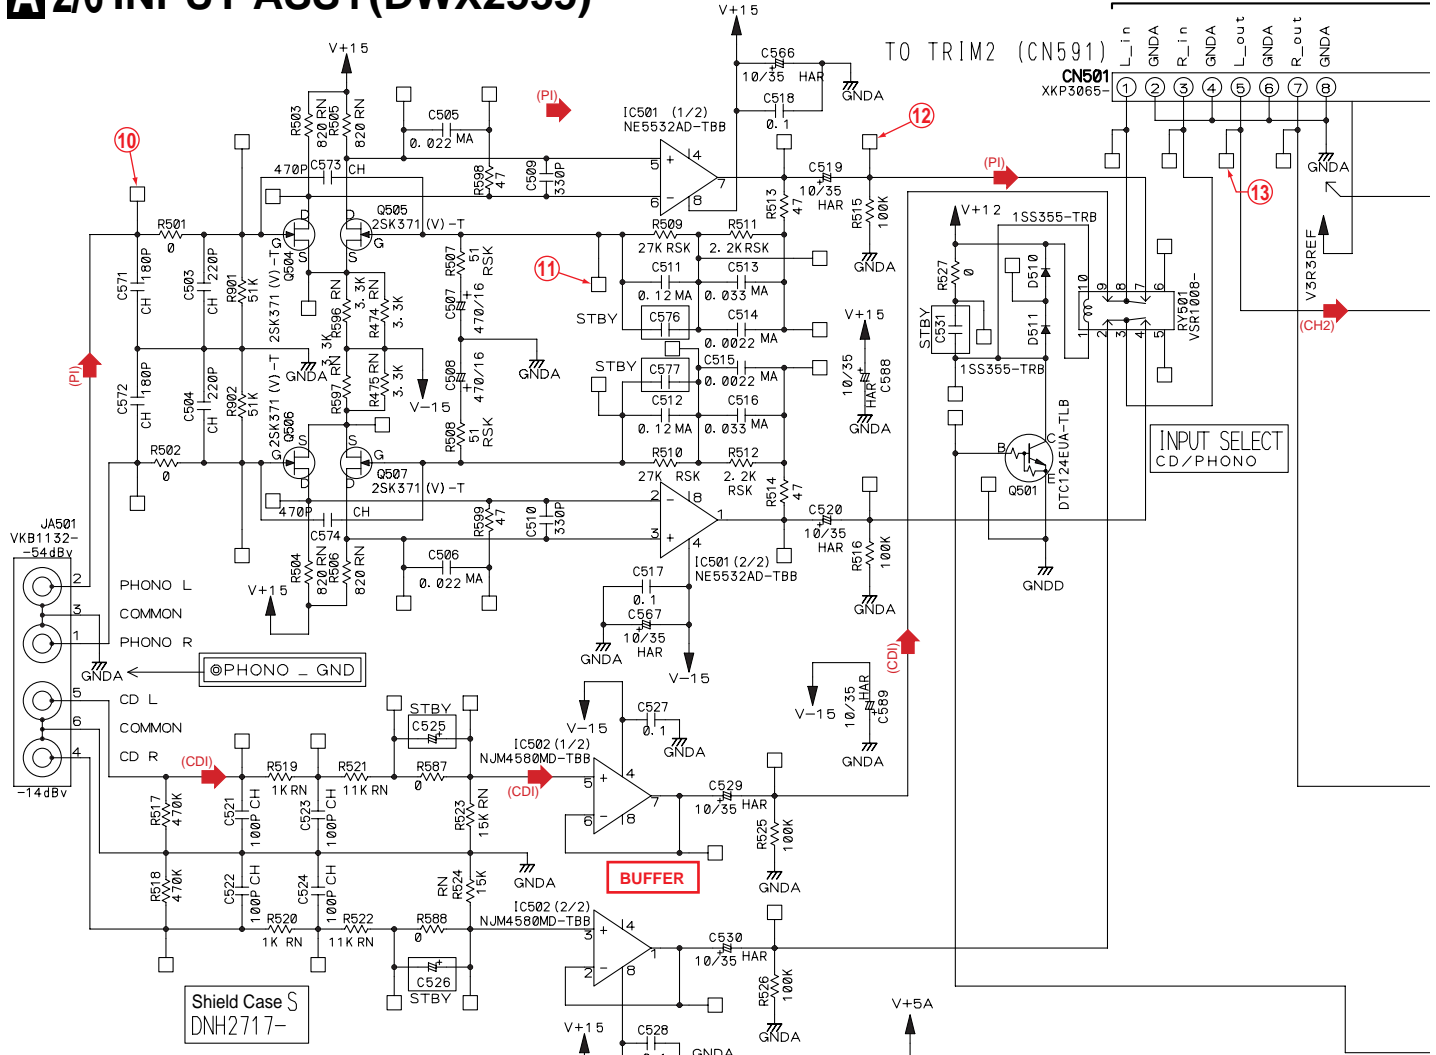 A 2/6 INPUT ASSY(DWX2535)
V+15
V+15
TO TRIM2 (CN591)
CN501
XKP3065-
L_in
GNDA
R_in
GNDA
L_out
GNDA
R_out
GNDA
1 2 3 4 5 6 7 8
C566
10/35 HAR
GNDA
C518
0.1
R503
820 RN
R505
820 RN
C505
0.022 MA
(PI)
IC501 (1/2)
NE5532AD-TBB
10
12
470P C573 CH
R598
47
C509
330P
C519
10/35
HAR
(PI)
13
GNDA
R501
0
Q505
2SK371(V)-T
Q504
2SK371(V)-T
R513
47
R515
100K
GNDA
V+12
1SS355-TRB
V3R3REF
C571
180P
CH
C503
220P
CH
R901
51K
R507
51
RSK
C507
470/16
R509
27K RSK
R511
2.2K RSK
11
C511
0.12 MA
C513
0.033 MA
R527
0
D510
D511
RY501
VSR1008-
(CH2)
R596
3.3K
RN
R474
3.3K
RN
STBY
C576
C514
0.0022 MA
V+15
STBY
C531
GNDA
GNDA
STBY
C577
C515
0.0022 MA
10/35
HAR
C588
1SS355-TRB
(PI)
C572
180P
CH
C504
220P
CH
R902
51K
R597
3.3K
RN
R475
3.3K
RN
V-15
C508
470/16
C512
0.12 MA
C516
0.033 MA
GNDA
INPUT SELECT
CD/PHONO
R508
51
RSK
R502
0
Q506
2SK371(V)-T
Q507
2SK371(V)-T
R510
27K RSK
R512
2.2K
RSK
B
C
E
Q501
DTC124EUA-TLB
R514
47
470P CH
C574
R599
47
C510
330P
C520
10/35
HAR
JA501
VKB1132-
-54dBv
R504
820 RN
R506
820 RN
C506
0.022 MA
IC501 (2/2)
NE5532AD-TBB
R516
100K
GNDA
GNDD
V+15
C517
0.1
C567
10/35
HAR
GNDA
V-15
2 PHONO L
3 COMMON
1 PHONO R
GNDA
@PHONO _ GND
5 CD L
6 COMMON
4 CD R
-14dBv
(CDI)
STBY
C525
V-15
C527
0.1
GNDA
V-15
10/35
HAR
C589
GNDA
(CDI)
R519
1K RN
R521
11K RN
R587
0
(CDI)
IC502 (1/2)
NJM4580MD-TBB
C529
10/35 HAR
R517
470K
C521
100P CH
C523
100P CH
R523
15K RN
R525
100K
GNDA
BUFFER
GNDA
R518
470K
C522
100P CH
C524
100P CH
RN
R524
15K
IC502 (2/2)
NJM4580MD-TBB
R520
1K RN
R522
11K RN
R588
0
C530
10/35 HAR
C526
STBY
R526
100K
GNDA
Shield Case S
DNH2717-
V+15
C528
0.1
GNDA
V+5A